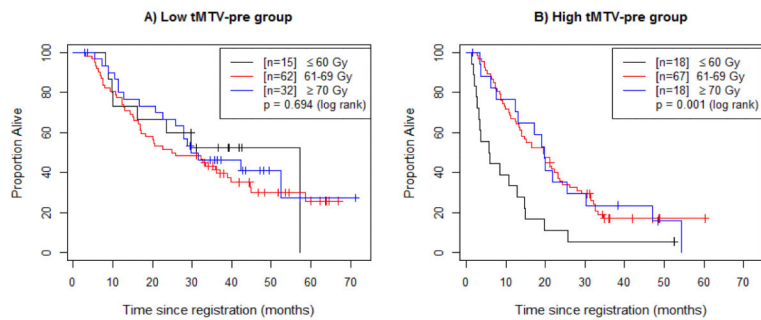 A) Low tMTV-pre group
[n=15] ≤ 60 Gy
[n=62] 61-69 Gy
[n=32] ≥ 70 Gy
p = 0.694 (log rank)
Proportion Alive
100
80
60
40
20
0
0 10 20 30 40 50 60 70
Time since registration (months)
B) High tMTV-pre group
[n=18] ≤ 60 Gy
[n=67] 61-69 Gy
[n=18] ≥ 70 Gy
p = 0.001 (log rank)
Proportion Alive
100
80
60
40
20
0
0 10 20 30 40 50 60 70
Time since registration (months)